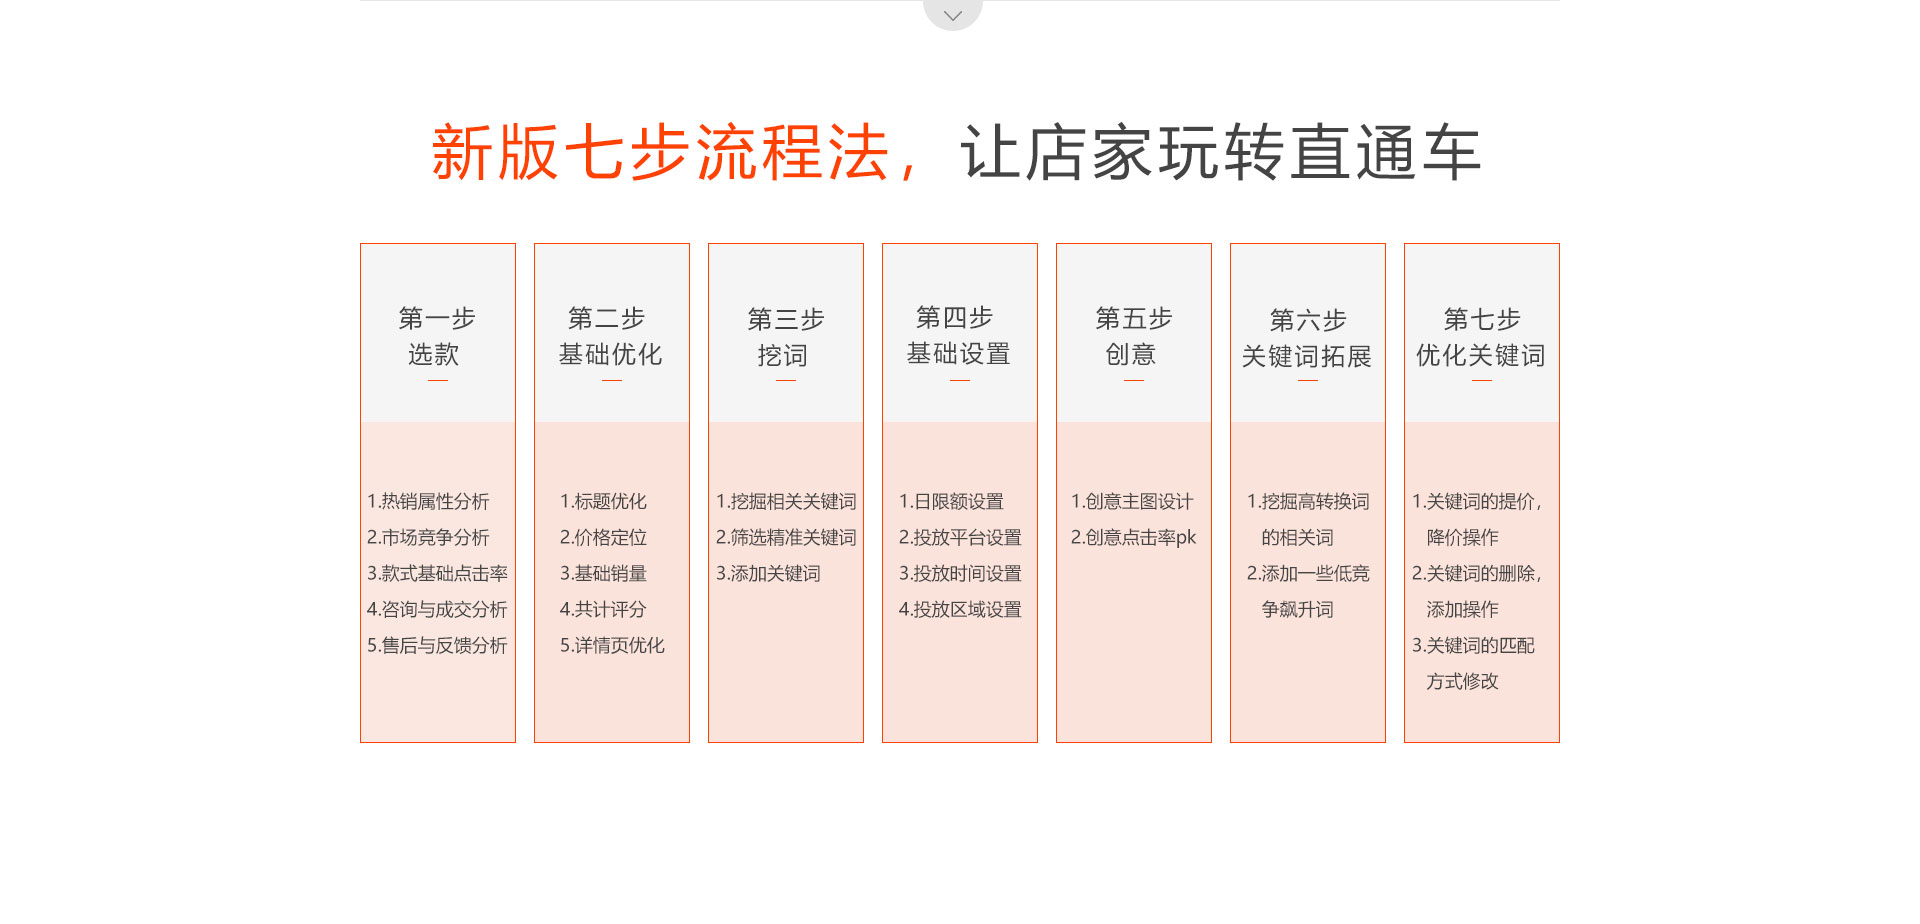 新版七步流程法，让店家玩转直通车
第一步
选款
1.热销属性分析
2.市场竞争分析
3.款式基础点击率
4.咨询与成交分析
5.售后与反馈分析
第二步
基础优化
1.标题优化
2.价格定位
3.基础销量
4.共计评分
5.详情页优化
第三步
挖词
1.挖掘相关关键词
2.筛选精准关键词
3.添加关键词
第四步
基础设置
1.日限额设置
2.投放平台设置
3.投放时间设置
4.投放区域设置
第五步
创意
1.创意主图设计
2.创意点击率pk
第六步
关键词拓展
1.挖掘高转换词
的相关词
2.添加一些低竞
争飙升词
第七步
优化关键词
1.关键词的提价，
降价操作
2.关键词的删除，
添加操作
3.关键词的匹配
方式修改